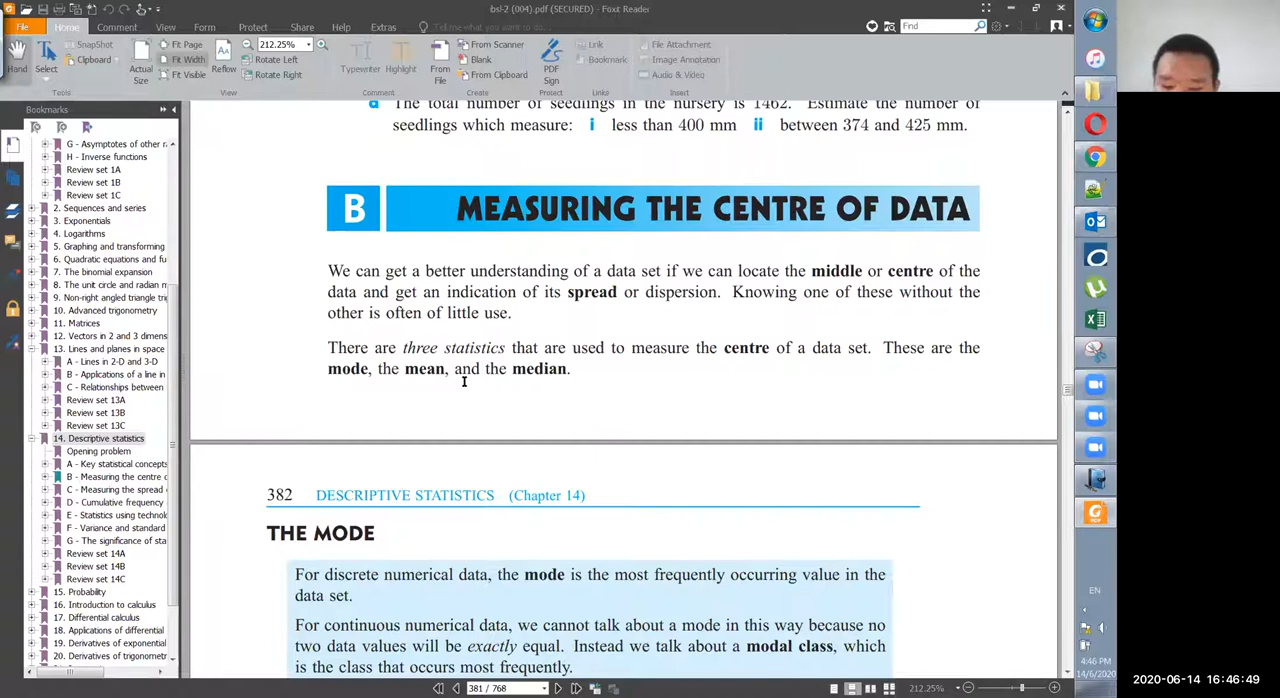 bsl-2 (004).pdf (SECURED) - Foxit Reader
File Home Comment View Form Protect Share Connect Help Extras Tell me what you want to do... Find
Hand
Select
SnapShot
Clipboard
Tools
Actual Size
Fit Page
Fit Width
Fit Visible
Reflow
212.25%
Rotate Left
Rotate Right
View
Typewriter Highlight
Comment
From File
From Scanner
Blank
From Clipboard
Create
PDF Sign
Protect
Link
Bookmark
Links
File Attachment
Image Annotation
Audio & Video
Insert
Bookmarks
G - Asymptotes of other r
H - Inverse functions
Review set 1A
Review set 1B
Review set 1C
2. Sequences and series
3. Exponentials
4. Logarithms
5. Graphing and transforming
6. Quadratic equations and fu
7. The binomial expansion
8. The unit circle and radian m
9. Non-right angled triangle tri
10. Advanced trigonometry
11. Matrices
12. Vectors in 2 and 3 dimens
13. Lines and planes in space
A - Lines in 2-D and 3-D
B - Applications of a line in
C - Relationships between
Review set 13A
Review set 13B
Review set 13C
14. Descriptive statistics
Opening problem
A - Key statistical concepts
B - Measuring the centre o
C - Measuring the spread
D - Cumulative frequency
E - Statistics using technol
F - Variance and standard
G - The significance of sta
Review set 14A
Review set 14B
Review set 14C
15. Probability
16. Introduction to calculus
17. Differential calculus
18. Applications of differential
19. Derivatives of exponential
20. Derivatives of trigonomet
d The total number of seedlings in the nursery is 1462. Estimate the number of
seedlings which measure: i less than 400 mm ii between 374 and 425 mm.
B MEASURING THE CENTRE OF DATA
We can get a better understanding of a data set if we can locate the middle or centre of the
data and get an indication of its spread or dispersion. Knowing one of these without the
other is often of little use.
There are three statistics that are used to measure the centre of a data set. These are the
mode, the mean, and the median.
382 DESCRIPTIVE STATISTICS (Chapter 14)
THE MODE
For discrete numerical data, the mode is the most frequently occurring value in the
data set.
For continuous numerical data, we cannot talk about a mode in this way because no
two data values will be exactly equal. Instead we talk about a modal class, which
is the class that occurs most frequently.
381 / 768
212.25%
EN
4:46 PM
14/6/2020
2020-06-14 16:46:49